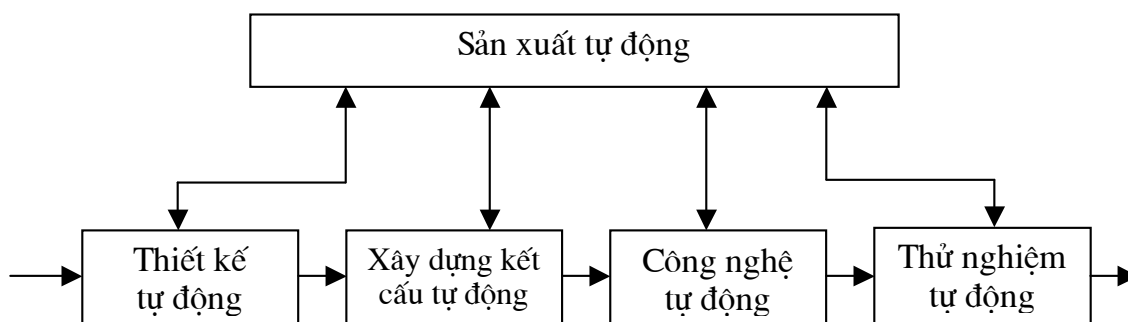 Sản xuất tự động
Thiết kế
tự động
Xây dựng kết
cấu tự động
Công nghệ
tự động
Thử nghiệm
tự động